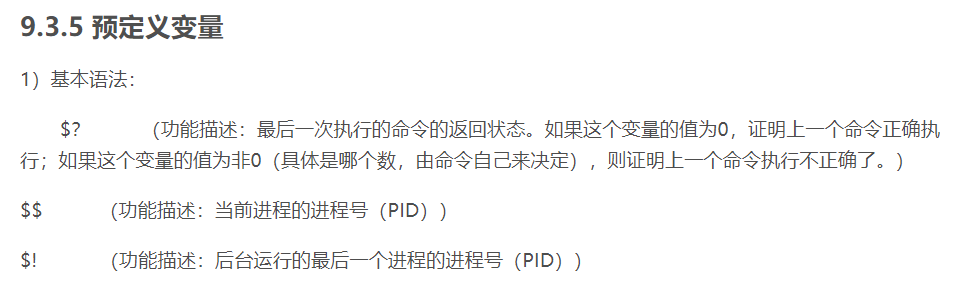 9.3.5 预定义变量
1）基本语法：
$? （功能描述：最后一次执行的命令的返回状态。如果这个变量的值为0，证明上一个命令正确执
行；如果这个变量的值为非0（具体是哪个数，由命令自己来决定），则证明上一个命令执行不正确了。）
$$ （功能描述：当前进程的进程号（PID））
$! （功能描述：后台运行的最后一个进程的进程号（PID））